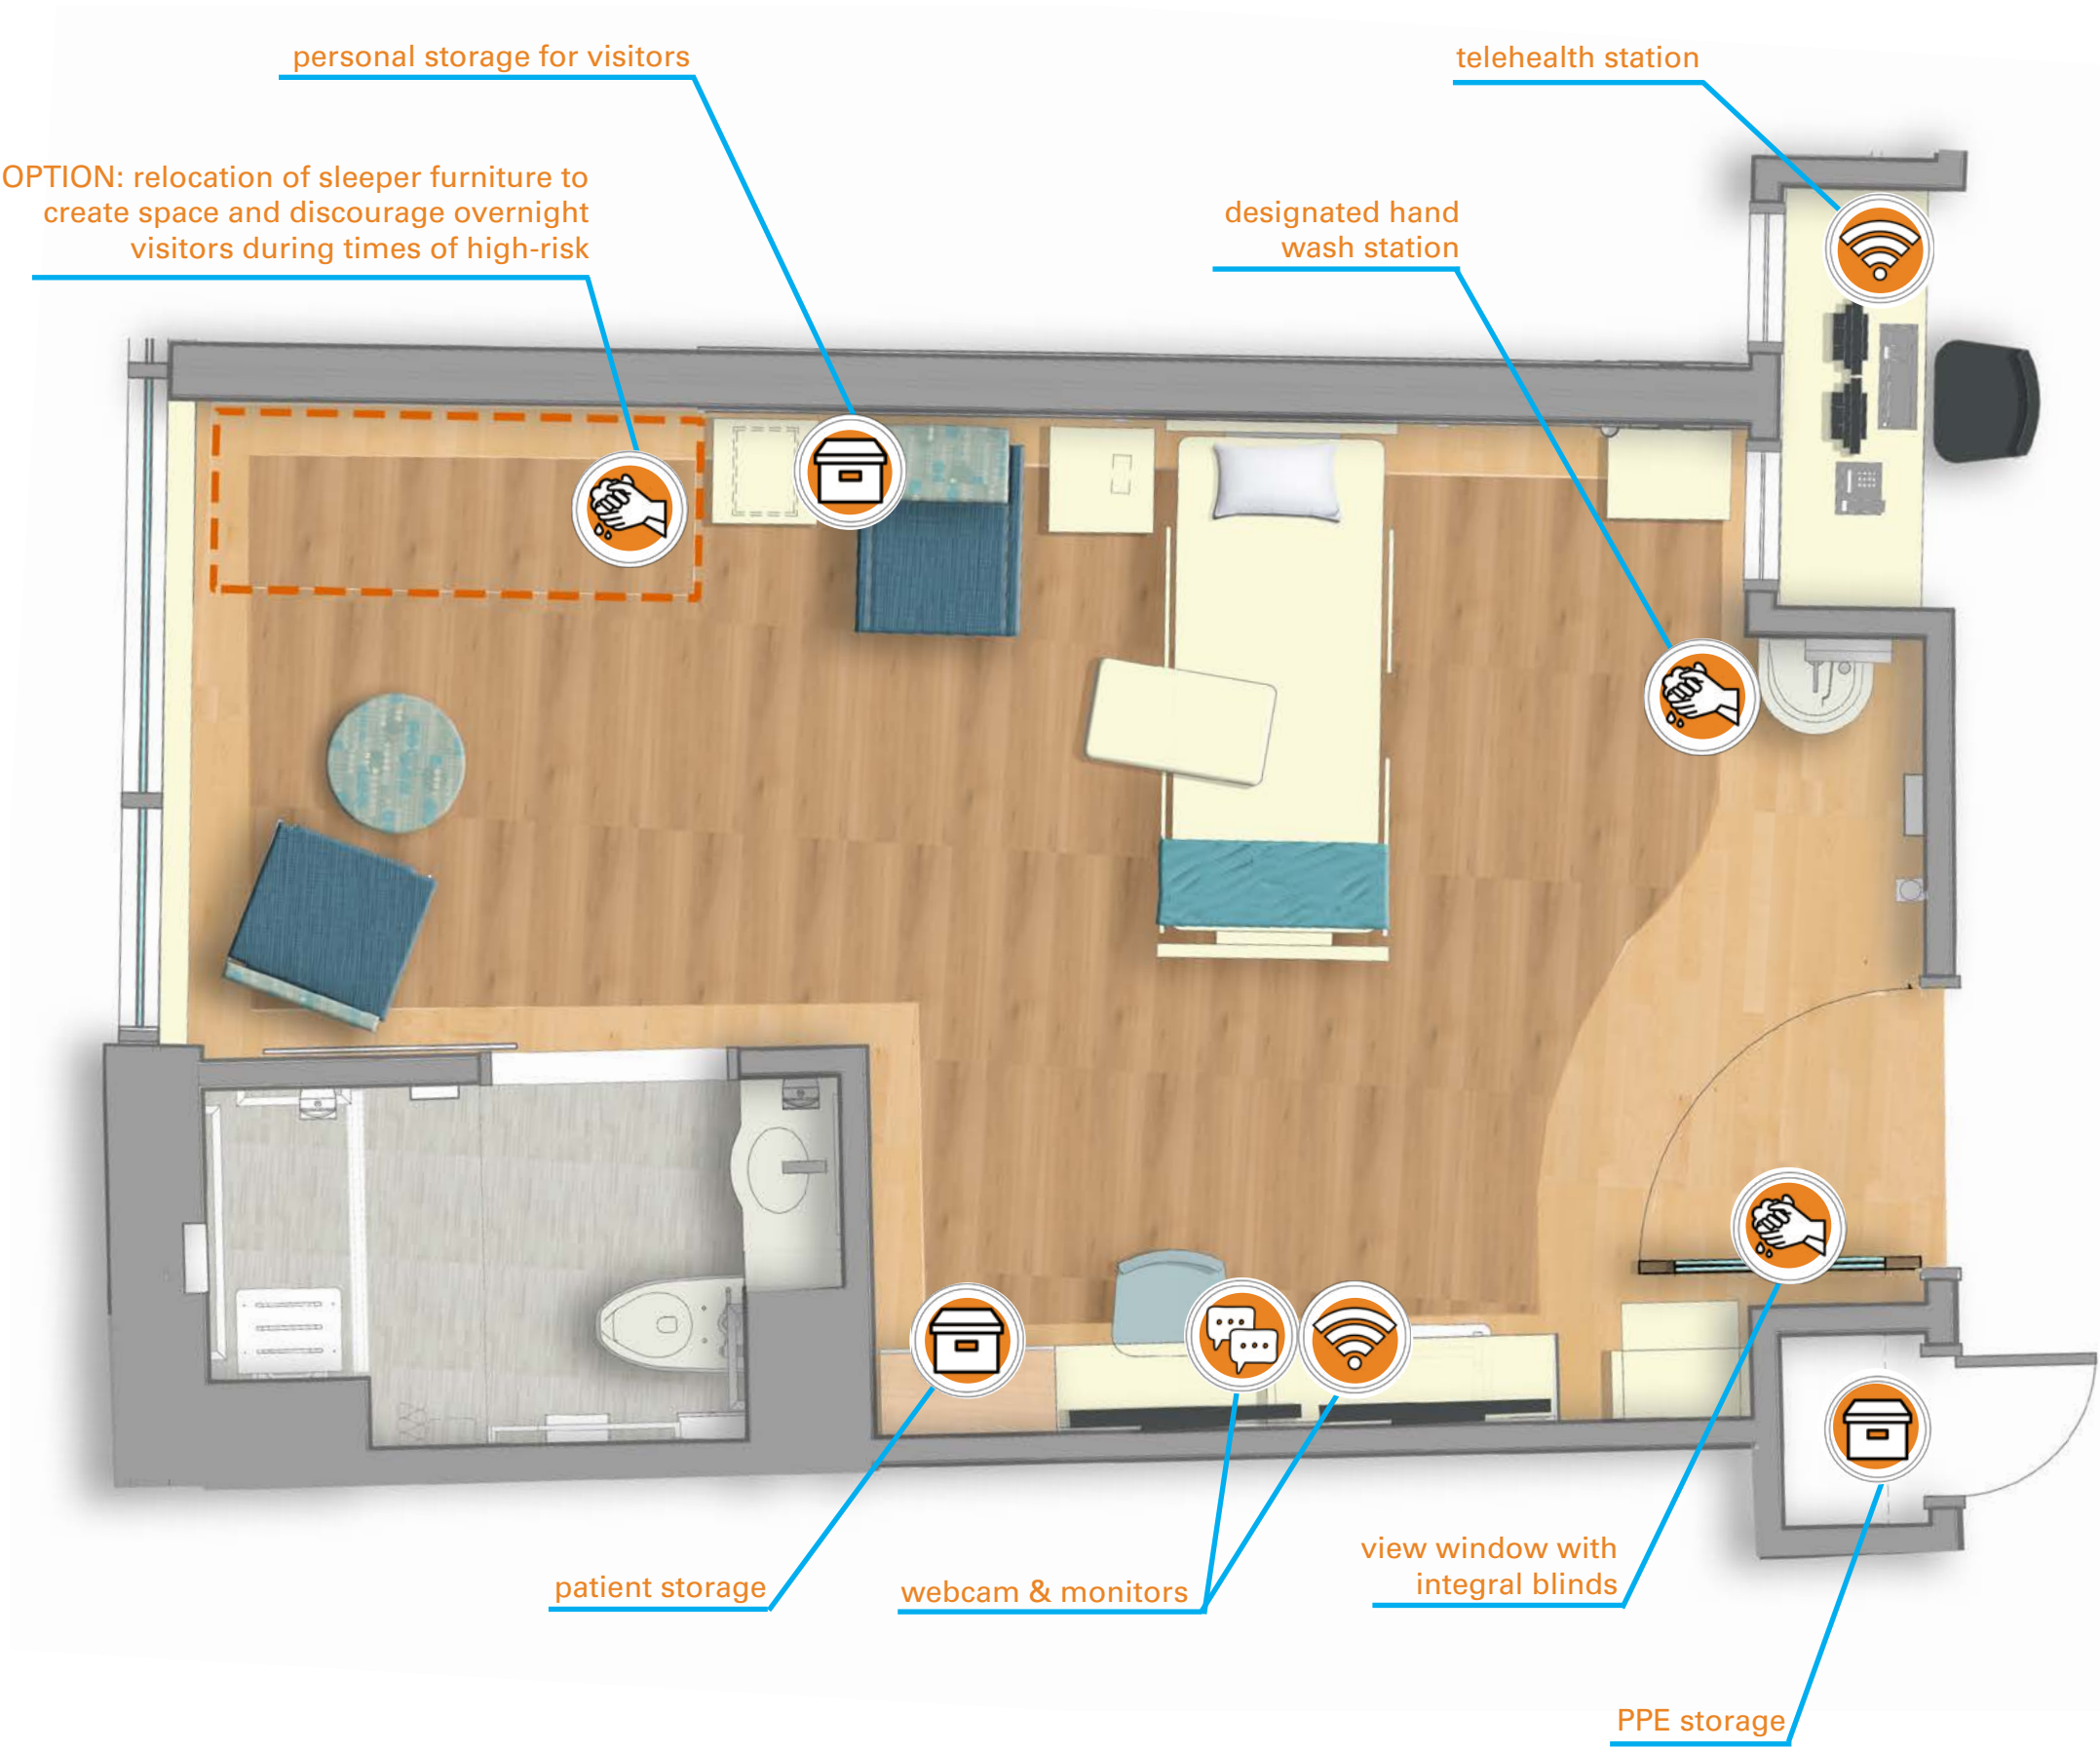 personal storage for visitors
telehealth station
OPTION: relocation of sleeper furniture to
create space and discourage overnight
visitors during times of high-risk
designated hand
wash station
view window with
integral blinds
patient storage
webcam & monitors
PPE storage